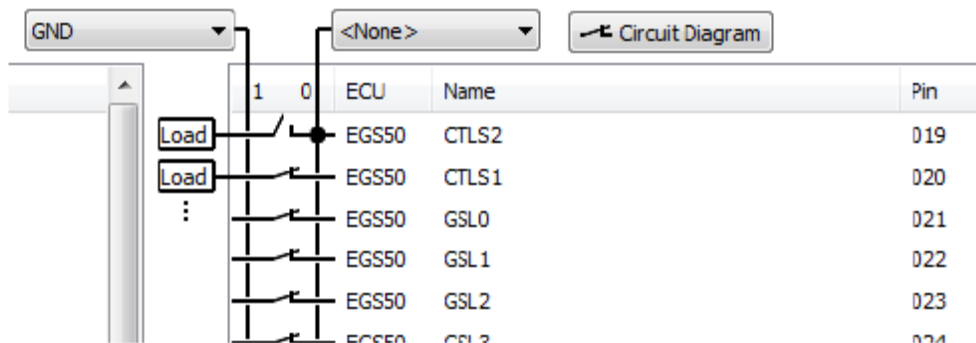 GND <None> Circuit Diagram
1 0 ECU Name Pin
Load EGS50 CTLS2 019
Load EGS50 CTLS1 020
EGS50 GSL0 021
EGS50 GSL1 022
EGS50 GSL2 023